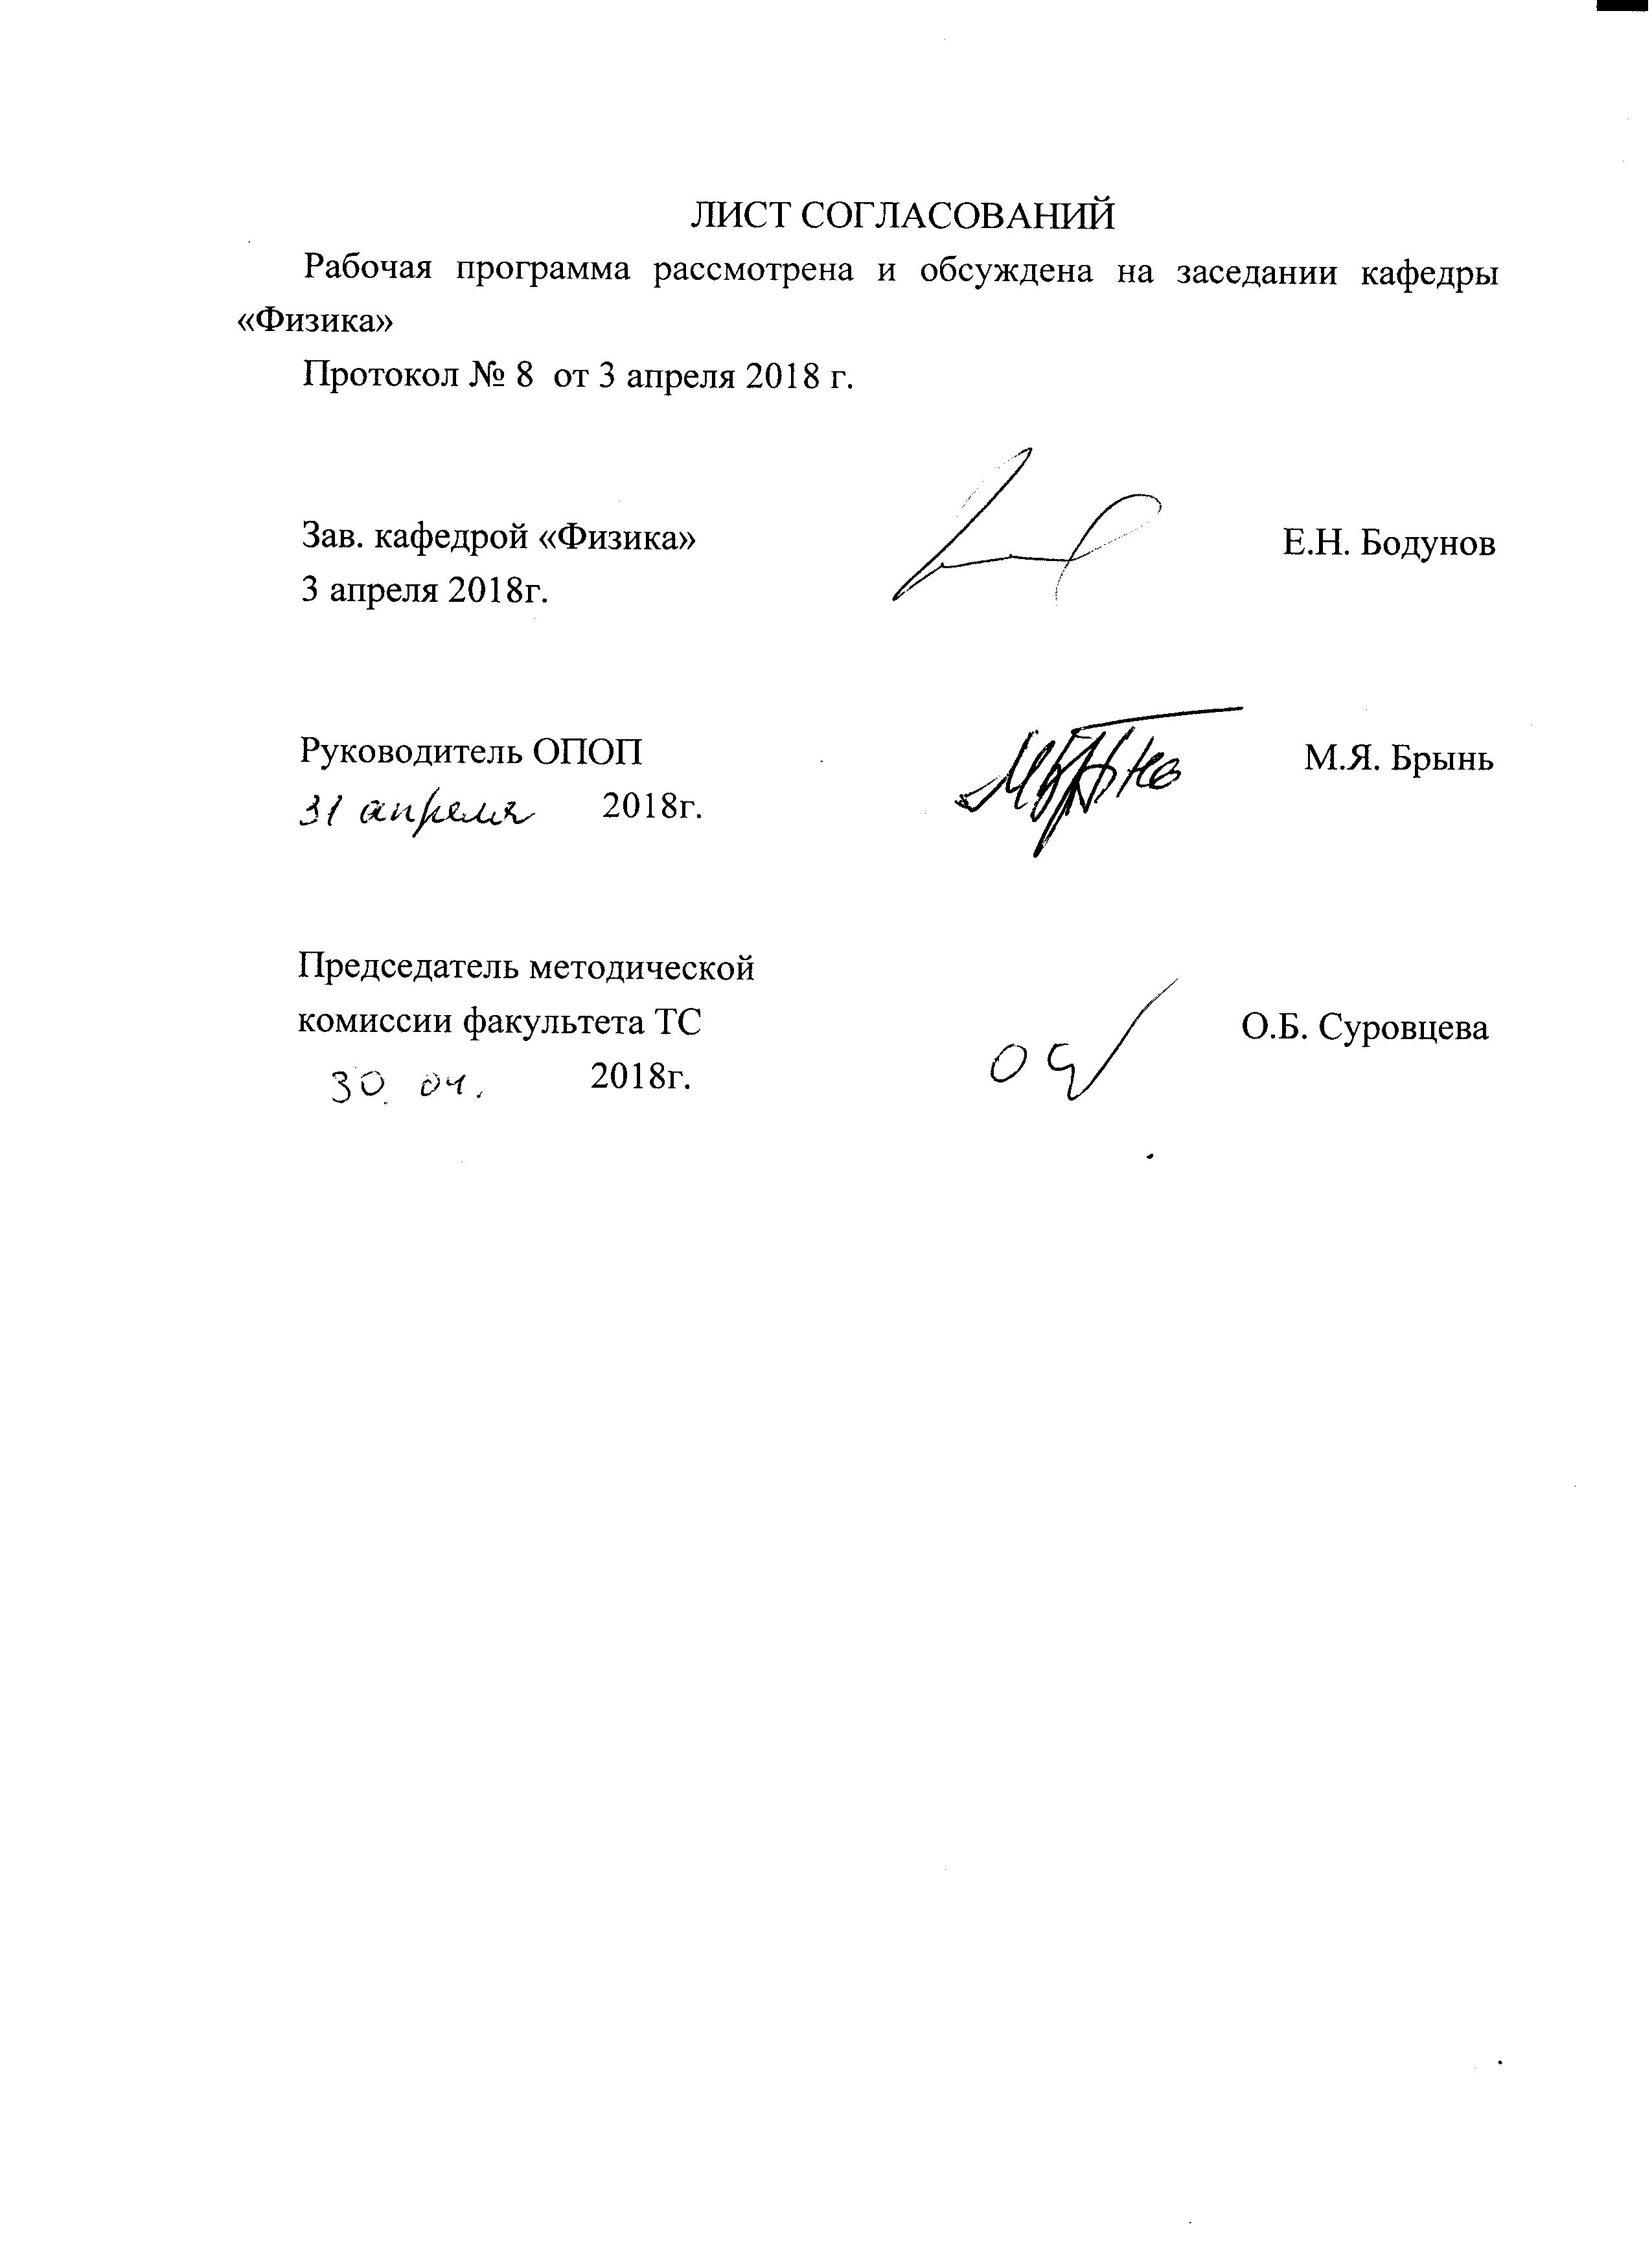 ЛИСТ СОГЛАСОВАНИЙ
Рабочая программа рассмотрена и обсуждена на заседании кафедры
«Физика»
Протокол № 8 от 3 апреля 2018 г.
Зав. кафедрой «Физика» Е.Н. Бодунов
3 апреля 2018г.
Руководитель ОПОП М.Я. Брынь
31 апреля 2018г.
Председатель методической
комиссии факультета ТС О.Б. Суровцева
30. 04. 2018г.